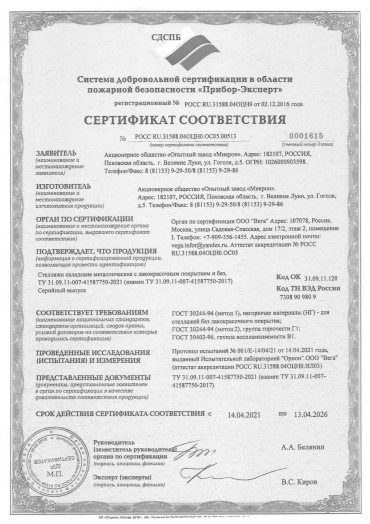 СДСПБ
Система добровольной сертификации в области
пожарной безопасности «Прибор-Эксперт»
регистрационный № РОСС RU.31588.04ОЦН0 от 02.12.2016 года
СЕРТИФИКАТ СООТВЕТСТВИЯ
№ РОСС RU.31588.04ОЦН0.ОС05.00513 0001615
(номер сертификата соответствия) (учетный номер бланка)
ЗАЯВИТЕЛЬ
(наименование и
местонахождение
заявителя)
Акционерное общество «Опытный завод «Микрон». Адрес: 182107, РОССИЯ,
Псковская область, г. Великие Луки, ул. Гоголя, д.5. ОГРН: 1026000903598.
Телефон/Факс: 8 (81153) 9-29-50/8 (81153) 9-29-86
ИЗГОТОВИТЕЛЬ
(наименование и
местонахождение
изготовителя продукции)
Акционерное общество «Опытный завод «Микрон».
Адрес: 182107, РОССИЯ, Псковская область, г. Великие Луки, ул. Гоголя,
д.5. Телефон/Факс: 8 (81153) 9-29-50/8 (81153) 9-29-86
ОРГАН ПО СЕРТИФИКАЦИИ
(наименование и местонахождение органа
по сертификации, выдавшего сертификат
соответствия)
Орган по сертификации ООО "Вега" Адрес: 107078, Россия,
Москва, улица Садовая-Спасская, дом 17/2, этаж 2, помещение
I. Телефон: +7-909-356-1455. Адрес электронной почты:
vega.infor@yandex.ru. Аттестат аккредитации № РОСС
RU.31588.04ОЦН0.ОС05
ПОДТВЕРЖДАЕТ, ЧТО ПРОДУКЦИЯ
(информация о сертифицированной продукции,
позволяющая провести идентификацию)
Стеллажи складские металлические с лакокрасочным покрытием и без,
ТУ 31.09.11-007-41587750-2021 (взамен ТУ 31.09.11-007-41587750-2017)
Серийный выпуск
Код ОК 31.09.11.120
Код ТН ВЭД России
7308 90 980 9
СООТВЕТСТВУЕТ ТРЕБОВАНИЯМ
(наименование национальных стандартов,
стандартов организаций, сводов правил,
условий договоров на соответствие которых
проводилась сертификация)
ГОСТ 30244-94 (метод 1), негорючие материалы (НГ) - для
стеллажей без лакокрасочного покрытия;
ГОСТ 30244-94 (метод 2), группа горючести Г1;
ГОСТ 30402-96, группа воспламеняемости В1.
ПРОВЕДЕННЫЕ ИССЛЕДОВАНИЯ
(ИСПЫТАНИЯ) И ИЗМЕРЕНИЯ
Протокол испытаний № 001/Е-14/04/21 от 14.04.2021 года,
выданный Испытательной лабораторией "Орион" ООО "Вега"
(аттестат аккредитации РОСС RU.31588.04ОЦН0.ИЛ05)
ПРЕДСТАВЛЕННЫЕ ДОКУМЕНТЫ
(документы, представленные заявителем
в орган по сертификации в качестве
доказательств соответствия продукции)
ТУ 31.09.11-007-41587750-2021 (взамен ТУ 31.09.11-007-
41587750-2017)
СРОК ДЕЙСТВИЯ СЕРТИФИКАТА СООТВЕТСТВИЯ с 14.04.2021 по 13.04.2026
Руководитель
(заместитель руководителя)
органа по сертификации
(подпись, инициалы, фамилия)
А.А. Белянин
Эксперт (эксперты)
(подпись, инициалы, фамилия)
В.С. Киров
М.П.